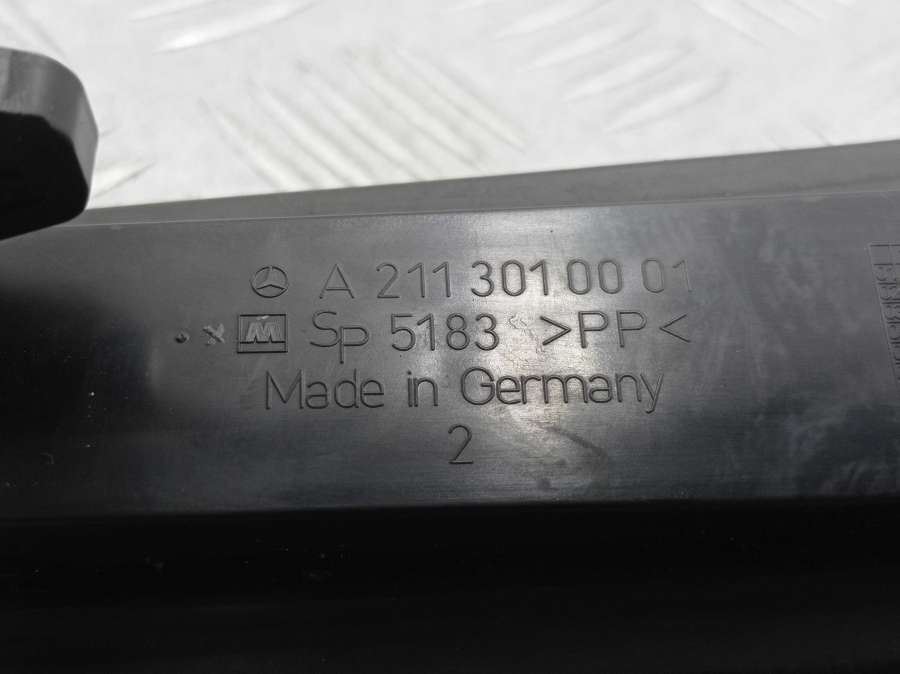 A 211 301 00 01
M Sp 5183 >PP<
Made in Germany
2